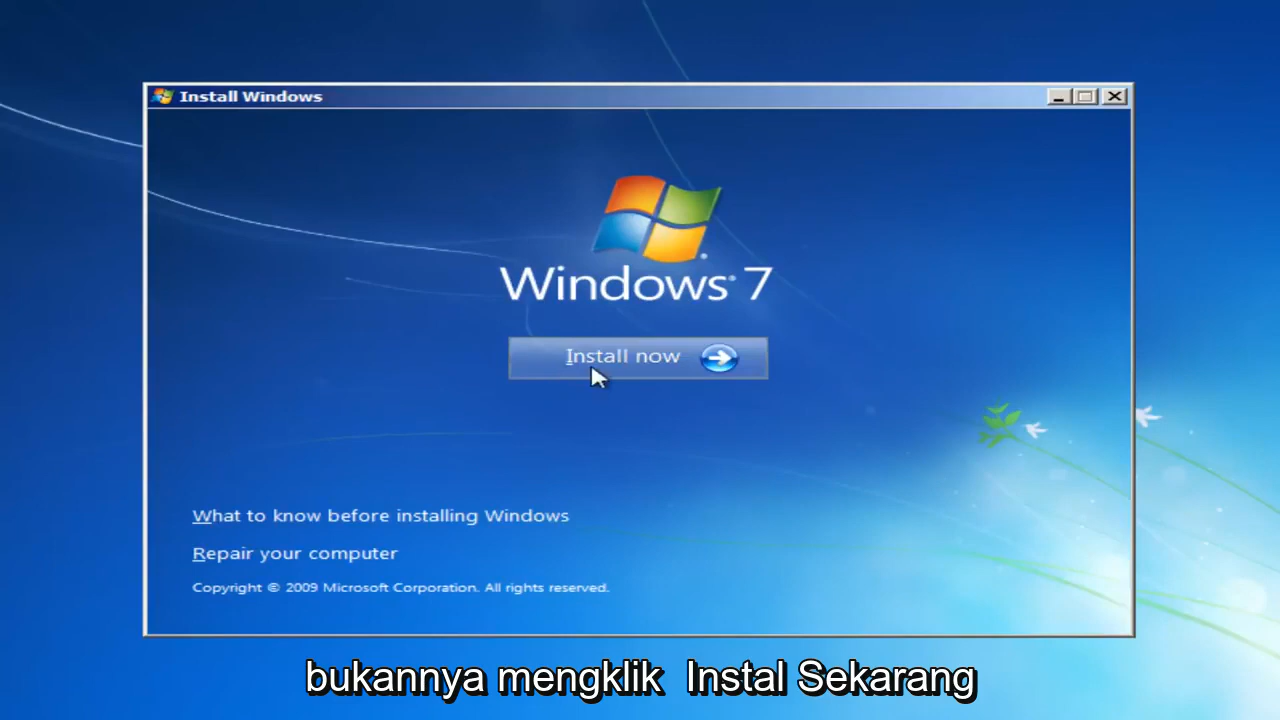 Install Windows
Windows® 7
Install now
What to know before installing Windows
Repair your computer
Copyright © 2009 Microsoft Corporation. All rights reserved.
bukannya mengklik  Instal Sekarang